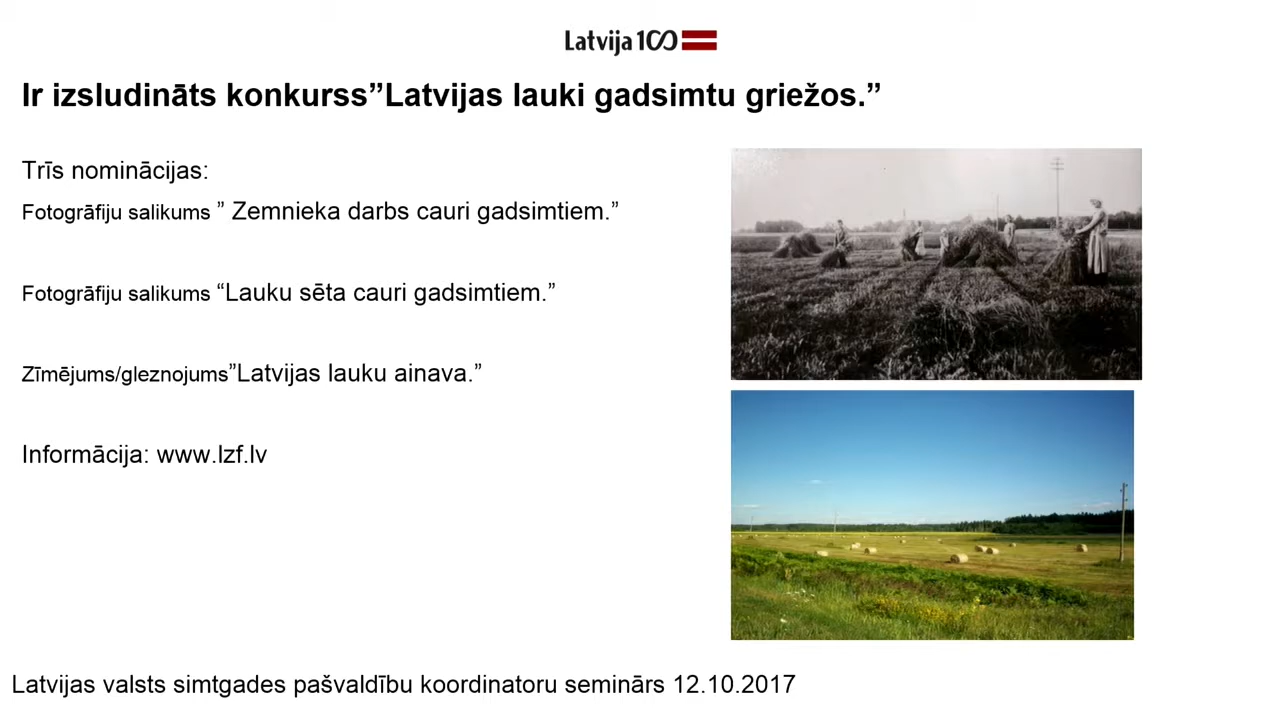 Latvija 100
Ir izsludināts konkurss”Latvijas lauki gadsimtu griežos.”
Trīs nominācijas:
Fotogrāfiju salikums ” Zemnieka darbs cauri gadsimtiem.”
Fotogrāfiju salikums “Lauku sēta cauri gadsimtiem.”
Zīmējums/gleznojums”Latvijas lauku ainava.”
Informācija: www.lzf.lv
Latvijas valsts simtgades pašvaldību koordinatoru seminārs 12.10.2017